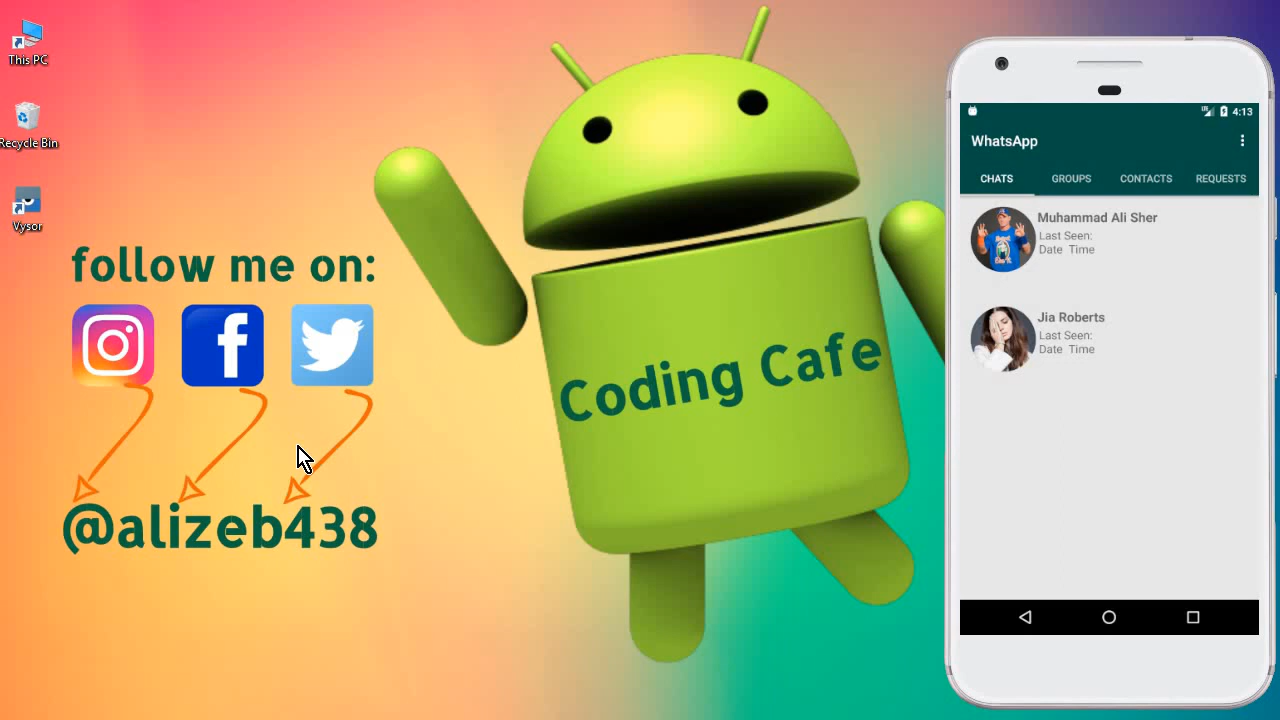 This PC
Recycle Bin
Vysor
follow me on:
@alizeb438
Coding Cafe
4:13
WhatsApp
CHATS GROUPS CONTACTS REQUESTS
Muhammad Ali Sher
Last Seen:
Date Time
Jia Roberts
Last Seen:
Date Time